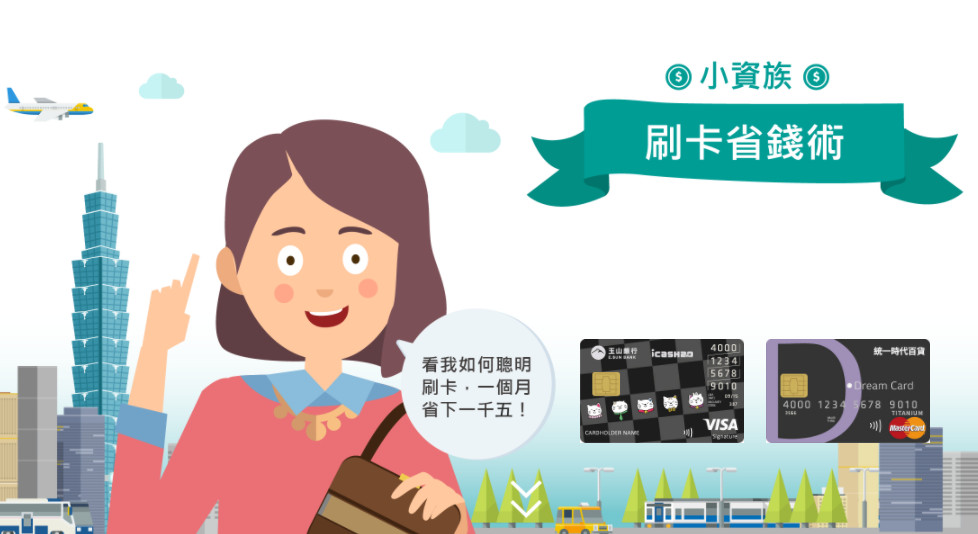 小資族
刷卡省錢術
看我如何聰明
刷卡，一個月
省下一千五！
玉山銀行
E.SUN BANK
icash2.0
4000
1234
5678
9010
CARDHOLDER NAME
VISA
Signature
統一時代百貨
Dream Card
4000 1234 5678 9010
TITANIUM
MasterCard